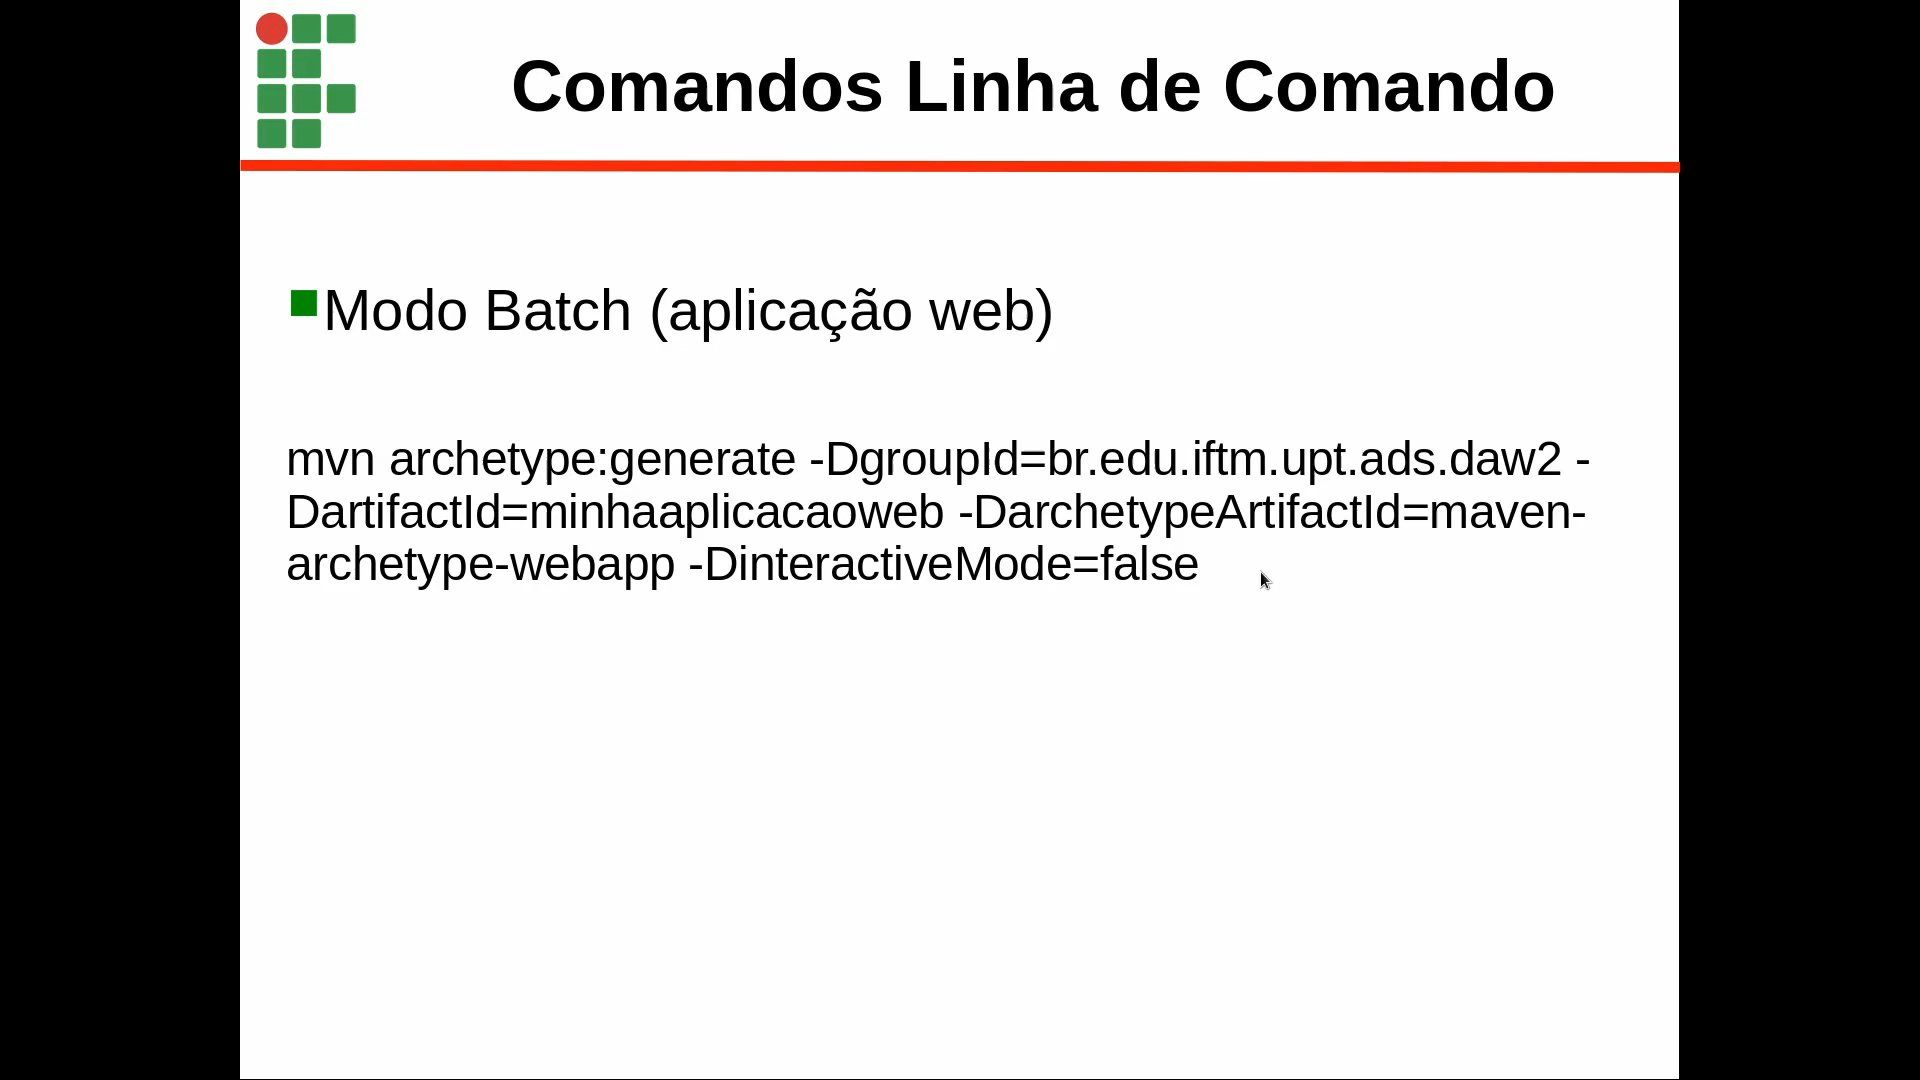 Comandos Linha de Comando
Modo Batch (aplicação web)
mvn archetype:generate -DgroupId=br.edu.iftm.upt.ads.daw2 -
DartifactId=minhaaplicacaoweb -DarchetypeArtifactId=maven-
archetype-webapp -DinteractiveMode=false